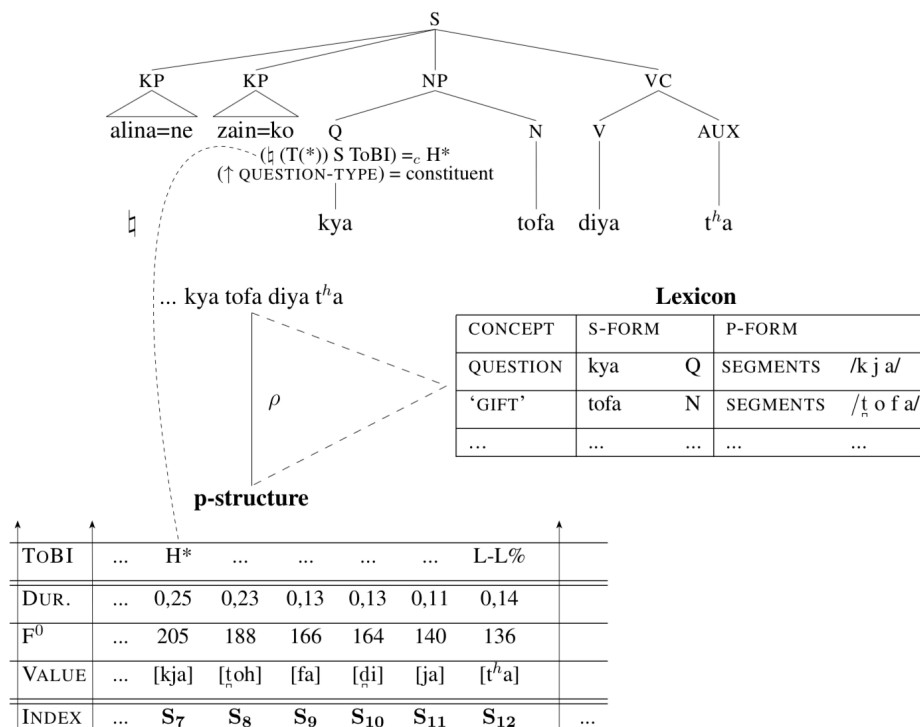 S
KP KP NP VC
alina=ne zain=ko Q N V AUX
(♮ (T(*)) S ToBI) =c H*
(↑ QUESTION-TYPE) = constituent
♮ kya tofa diya tʰa
... kya tofa diya tʰa
Lexicon
CONCEPT S-FORM P-FORM
QUESTION kya Q SEGMENTS /k j a/
‘GIFT’ tofa N SEGMENTS /t̪ o f a/
... ... ... ... ...
ρ
p-structure
TOBI ... H* ... ... ... ... L-L%
DUR. ... 0,25 0,23 0,13 0,13 0,11 0,14
F⁰ ... 205 188 166 164 140 136
VALUE ... [kja] [t̪oh] [fa] [d̪i] [ja] [tʰa]
INDEX ... S₇ S₈ S₉ S₁₀ S₁₁ S₁₂ ...